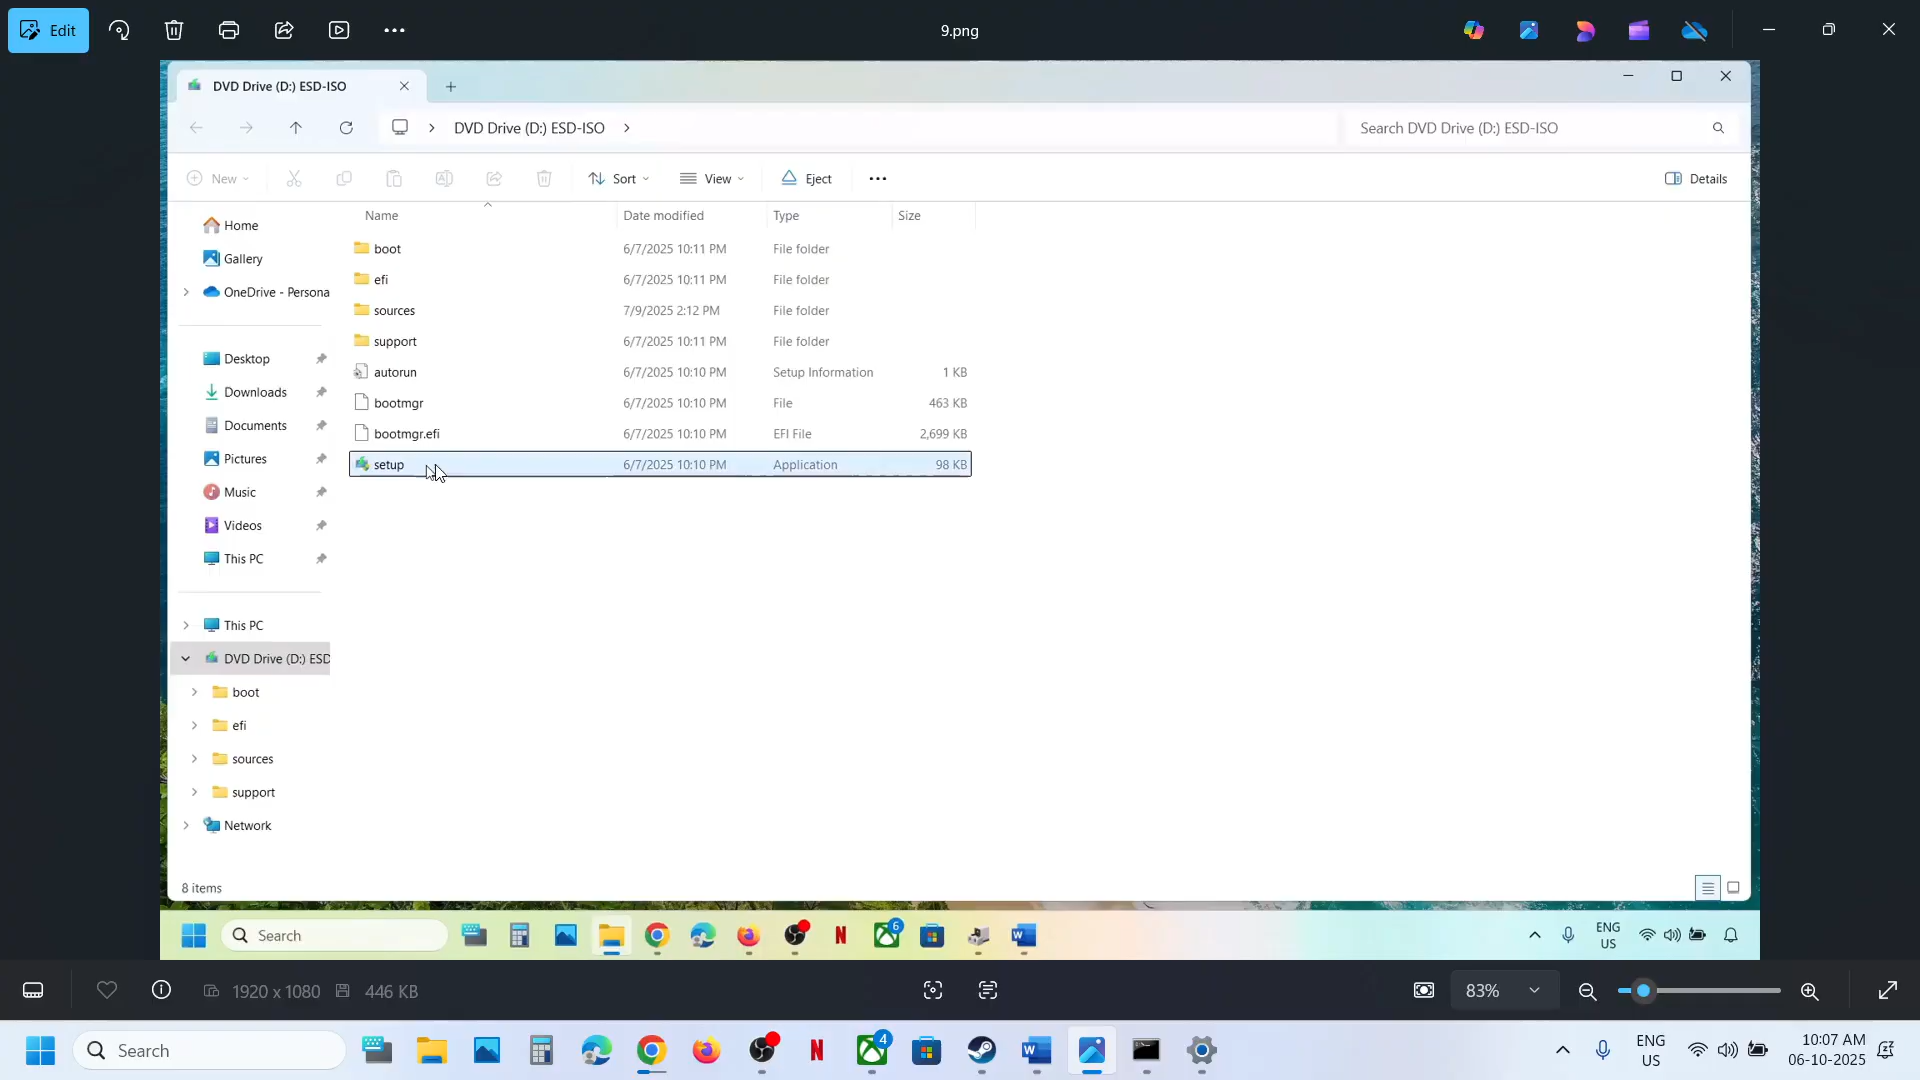 Edit
9.png
DVD Drive (D:) ESD-ISO
DVD Drive (D:) ESD-ISO
Search DVD Drive (D:) ESD-ISO
New
Sort
View
Eject
Details
Name Date modified Type Size
boot 6/7/2025 10:11 PM File folder
efi 6/7/2025 10:11 PM File folder
sources 7/9/2025 2:12 PM File folder
support 6/7/2025 10:11 PM File folder
autorun 6/7/2025 10:10 PM Setup Information 1 KB
bootmgr 6/7/2025 10:10 PM File 463 KB
bootmgr.efi 6/7/2025 10:10 PM EFI File 2,699 KB
setup 6/7/2025 10:10 PM Application 98 KB
Home
Gallery
OneDrive - Persona
Desktop
Downloads
Documents
Pictures
Music
Videos
This PC
This PC
DVD Drive (D:) ESD
boot
efi
sources
support
Network
8 items
Search
6
ENG
US
1920 x 1080
446 KB
83%
Search
4
ENG
US
10:07 AM
06-10-2025